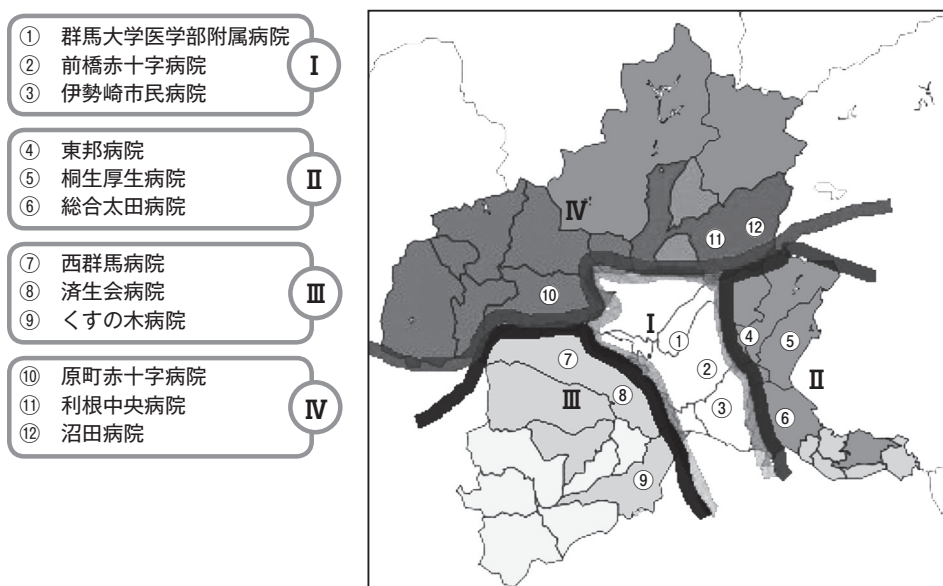 ① 群馬大学医学部附属病院
② 前橋赤十字病院
③ 伊勢崎市民病院
Ⅰ
④ 東邦病院
⑤ 桐生厚生病院
⑥ 総合太田病院
Ⅱ
⑦ 西群馬病院
⑧ 済生会病院
⑨ くすの木病院
Ⅲ
⑩ 原町赤十字病院
⑪ 利根中央病院
⑫ 沼田病院
Ⅳ
Ⅳ
⑫
⑪
⑩
Ⅰ
①
④
⑤
⑦
②
Ⅱ
Ⅲ
⑧
③
⑥
⑨